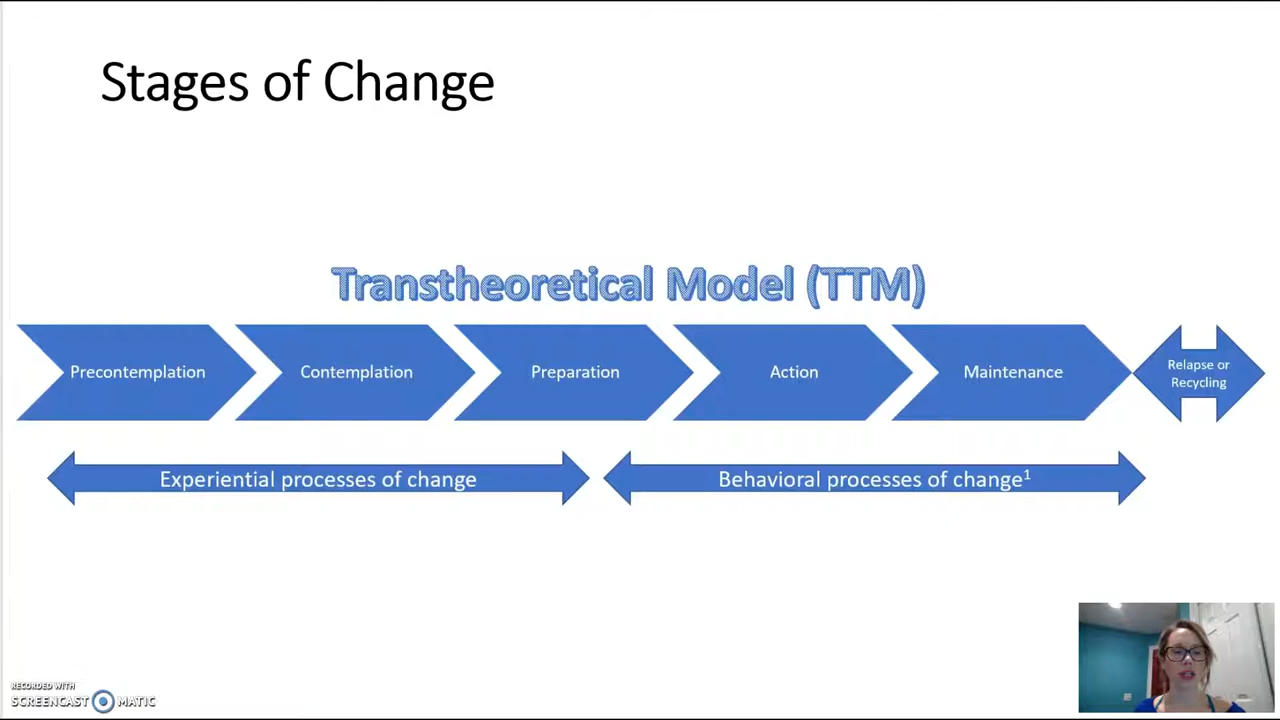 Stages of Change
Transtheoretical Model (TTM)
Precontemplation
Contemplation
Preparation
Action
Maintenance
Relapse or
Recycling
Experiential processes of change
Behavioral processes of change¹
RECORDED WITH
SCREENCAST MATIC